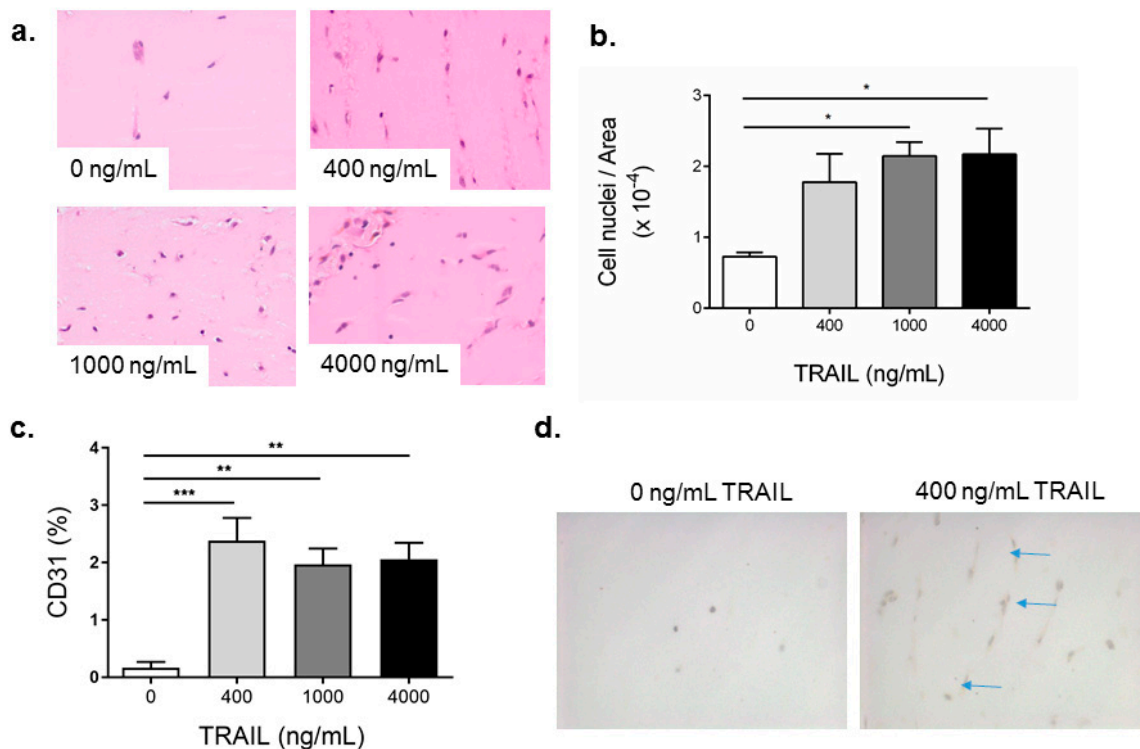 a.
0 ng/mL
400 ng/mL
1000 ng/mL
4000 ng/mL
b.
Cell nuclei / Area
(x 10⁻⁴)
3
2
1
0
*
*
0 400 1000 4000
TRAIL (ng/mL)
c.
CD31 (%)
4
3
2
1
0
**
**
***
0 400 1000 4000
TRAIL (ng/mL)
d.
0 ng/mL TRAIL 400 ng/mL TRAIL